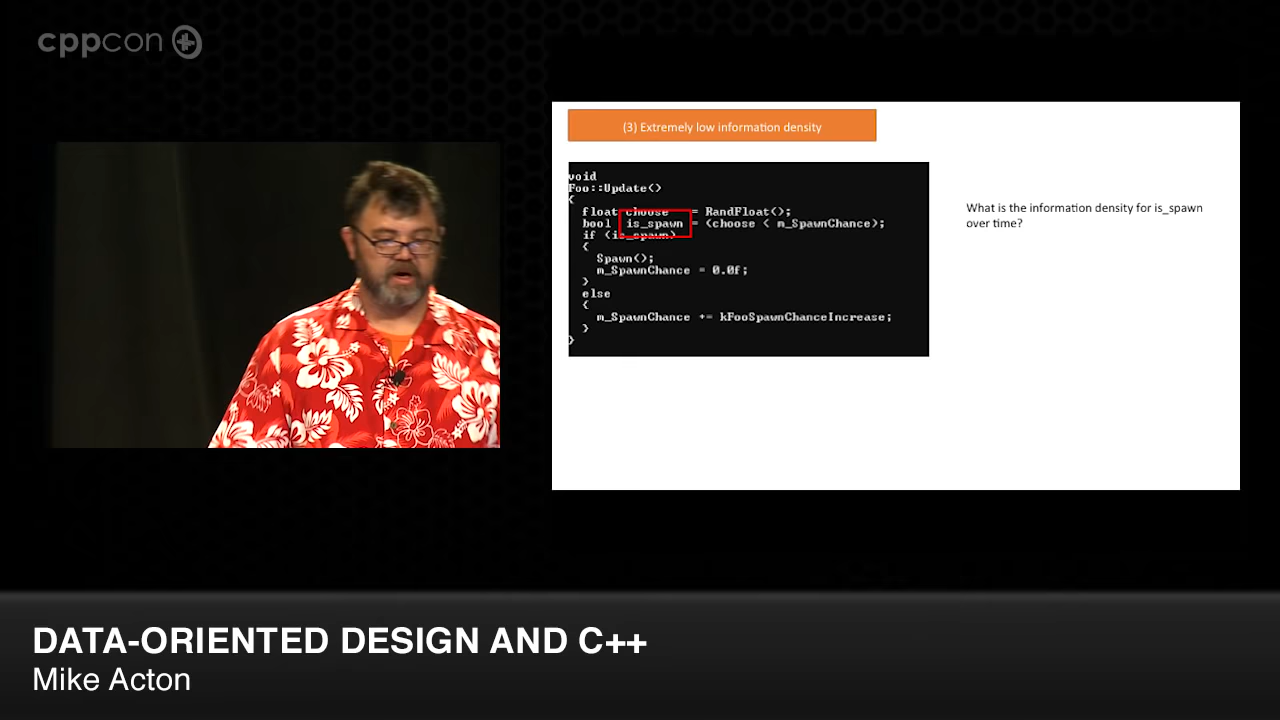 cppcon
(3) Extremely low information density
void
Foo::Update()
{
float choose = RandFloat();
bool is_spawn = (choose < m_SpawnChance);
if (is_spawn)
{
Spawn();
m_SpawnChance = 0.0f;
}
else
{
m_SpawnChance += kFooSpawnChanceIncrease;
}
}
What is the information density for is_spawn
over time?
DATA-ORIENTED DESIGN AND C++
Mike Acton